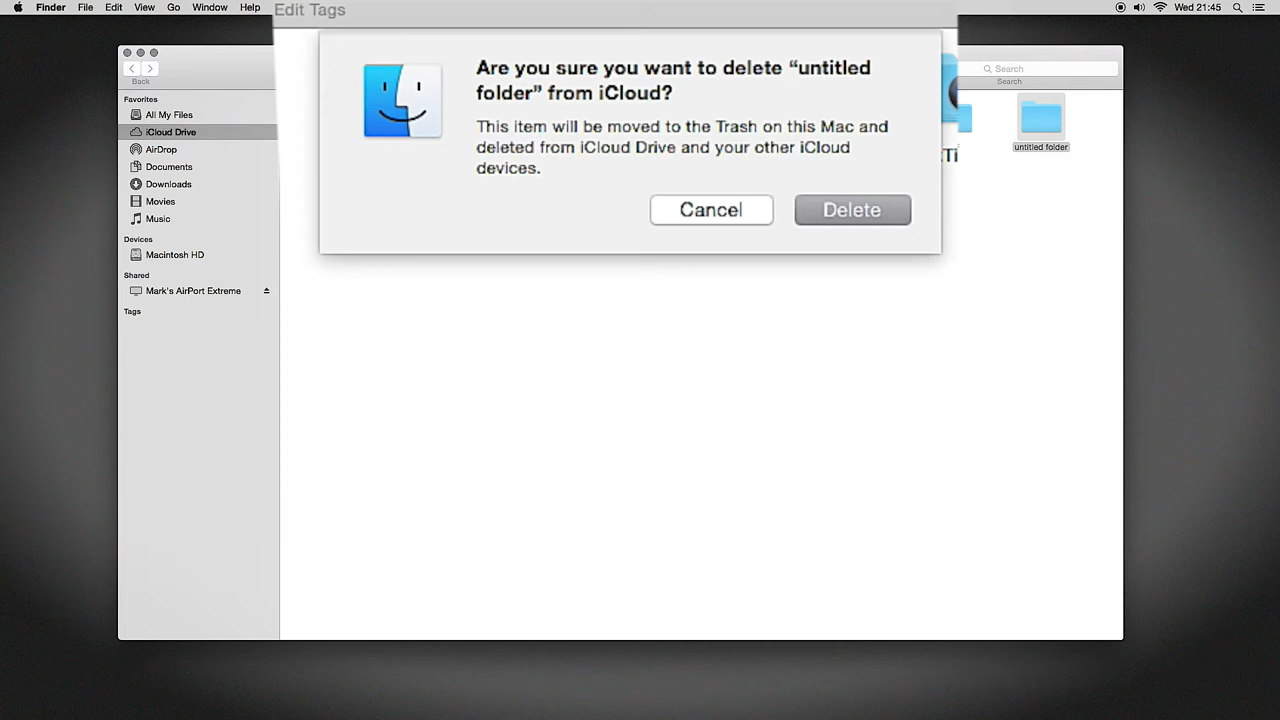 Finder File Edit View Go Window Help
Wed 21:45
Edit Tags
Are you sure you want to delete “untitled
folder” from iCloud?
This item will be moved to the Trash on this Mac and
deleted from iCloud Drive and your other iCloud
devices.
Cancel Delete
Back
Search
Search
Favorites
All My Files
iCloud Drive
AirDrop
Documents
Downloads
Movies
Music
Devices
Macintosh HD
Shared
Mark's AirPort Extreme
Tags
untitled folder